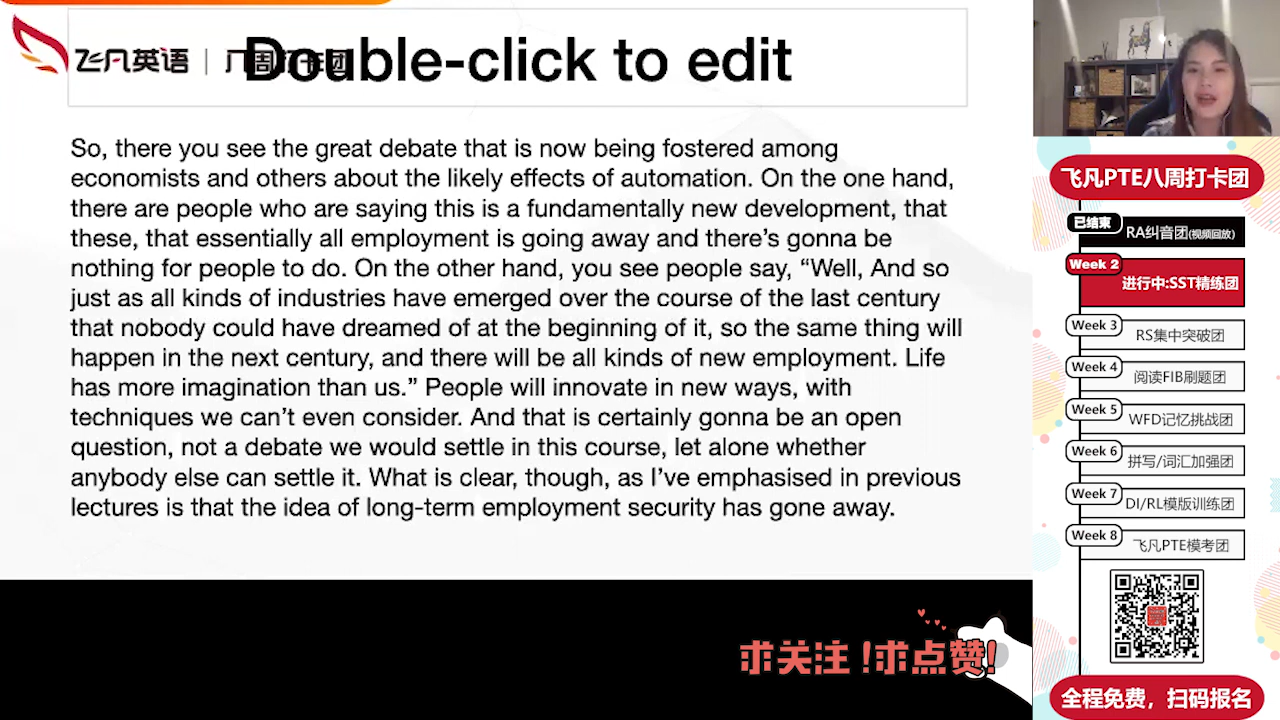 飞凡英语 | 八周打卡团
Double-click to edit
So, there you see the great debate that is now being fostered among
economists and others about the likely effects of automation. On the one hand,
there are people who are saying this is a fundamentally new development, that
these, that essentially all employment is going away and there's gonna be
nothing for people to do. On the other hand, you see people say, “Well, And so
just as all kinds of industries have emerged over the course of the last century
that nobody could have dreamed of at the beginning of it, so the same thing will
happen in the next century, and there will be all kinds of new employment. Life
has more imagination than us.” People will innovate in new ways, with
techniques we can't even consider. And that is certainly gonna be an open
question, not a debate we would settle in this course, let alone whether
anybody else can settle it. What is clear, though, as I've emphasised in previous
lectures is that the idea of long-term employment security has gone away.
求关注!求点赞!
飞凡PTE八周打卡团
已结束
RA纠音团(视频回放)
Week 2
进行中:SST精练团
Week 3
RS集中突破团
Week 4
阅读FIB刷题团
Week 5
WFD记忆挑战团
Week 6
拼写/词汇加强团
Week 7
DI/RL模版训练团
Week 8
飞凡PTE模考团
全程免费，扫码报名